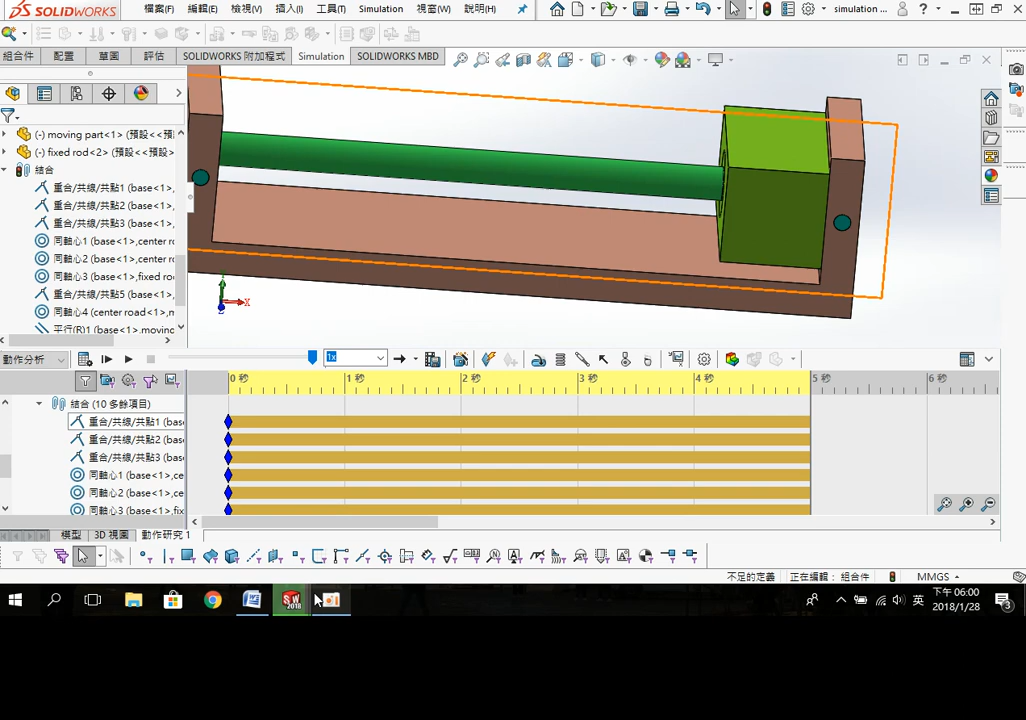 SOLIDWORKS 檔案(F) 編輯(E) 檢視(V) 插入(I) 工具(T) Simulation 視窗(W) 說明(H) simulation ... ?
組合件 配置 草圖 評估 SOLIDWORKS 附加程式 Simulation SOLIDWORKS MBD
(-) moving part<1> (預設<<預設>
(-) fixed rod<2> (預設<<預設>
結合
重合/共線/共點1 (base<1>,
重合/共線/共點2 (base<1>,
重合/共線/共點3 (base<1>,
同軸心1 (base<1>,center ro
同軸心2 (base<1>,center ro
同軸心3 (base<1>,fixed ro
重合/共線/共點5 (base<1>,
同軸心4 (center road<1>,m
平行(R)1 (base<1>,moving
X
動作分析 1x
0 秒 1 秒 2 秒 3 秒 4 秒 5 秒 6 秒
結合 (10 多餘項目)
重合/共線/共點1 (bas
重合/共線/共點2 (bas
重合/共線/共點3 (bas
同軸心1 (base<1>,ce
同軸心2 (base<1>,ce
同軸心3 (base<1>,fix
模型 3D 視圖 動作研究 1
不足的定義 正在編輯：組合件 MMGS
SW 2018 英 下午 06:00
2018/1/28 3